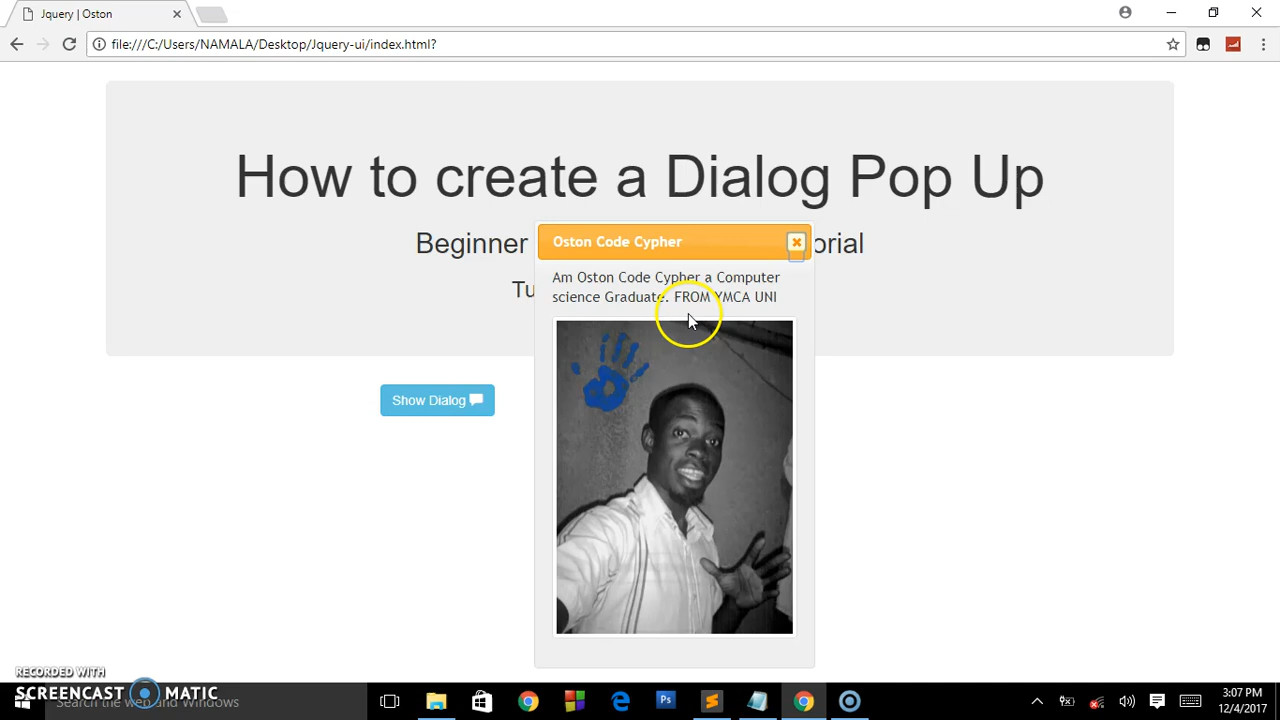 Jquery | Oston
file:///C:/Users/NAMALA/Desktop/Jquery-ui/index.html?
How to create a Dialog Pop Up
Beginner
orial
Tu
Oston Code Cypher
Am Oston Code Cypher a Computer
science Graduate. FROM YMCA UNI
Show Dialog
RECORDED WITH
SCREENCAST MATIC
Search the web and Windows
Ps
3:07 PM
12/4/2017